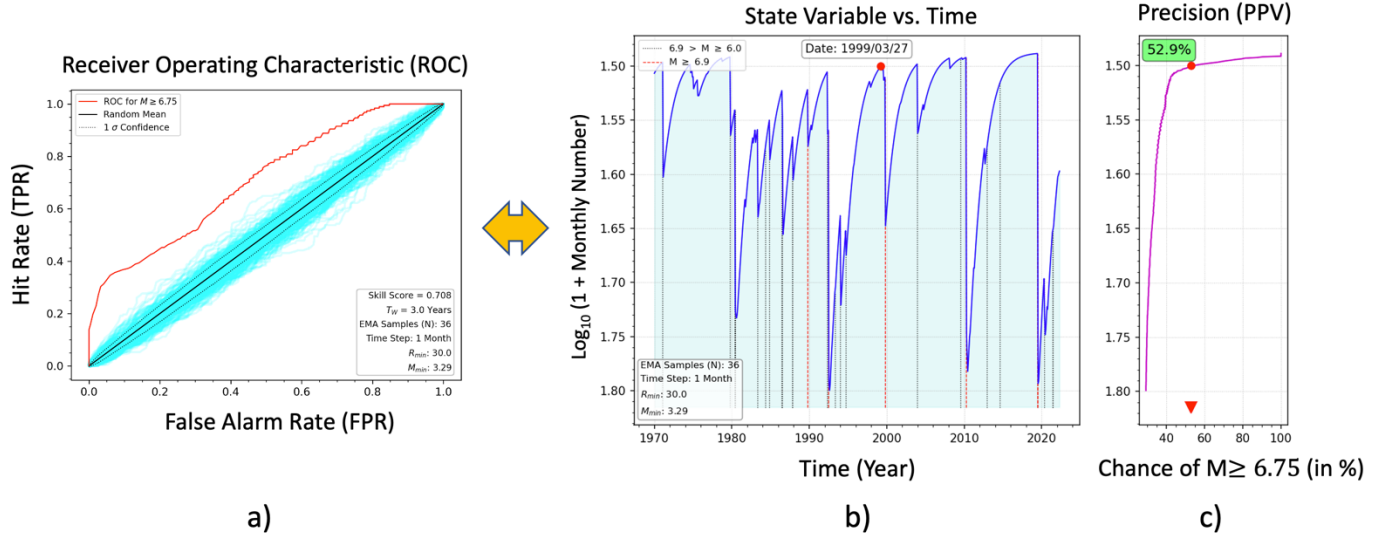 Receiver Operating Characteristic (ROC)
ROC for M ≥ 6.75
Random Mean
1 σ Confidence
1.0
0.8
0.6
0.4
0.2
0.0
Hit Rate (TPR)
Skill Score = 0.708
T_W = 3.0 Years
EMA Samples (N): 36
Time Step: 1 Month
R_min: 30.0
M_min: 3.29
0.0 0.2 0.4 0.6 0.8 1.0
False Alarm Rate (FPR)
a)
State Variable vs. Time
6.9 > M ≥ 6.0
M ≥ 6.9
Date: 1999/03/27
1.50
1.55
1.60
1.65
1.70
1.75
1.80
Log₁₀ (1 + Monthly Number)
EMA Samples (N): 36
Time Step: 1 Month
R_min: 30.0
M_min: 3.29
1970 1980 1990 2000 2010 2020
Time (Year)
b)
Precision (PPV)
52.9%
1.50
1.55
1.60
1.65
1.70
1.75
1.80
40 60 80 100
Chance of M≥ 6.75 (in %)
c)